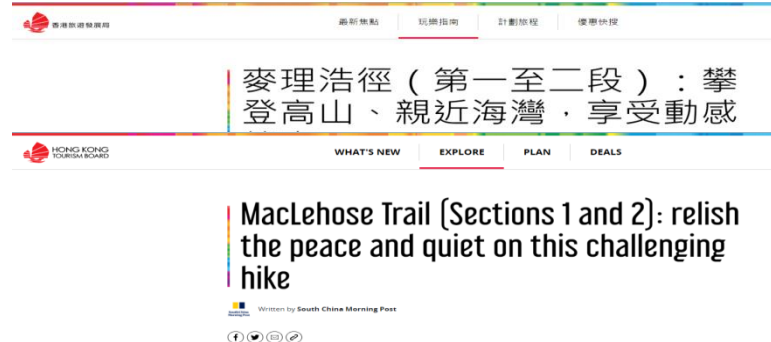 香港旅遊發展局
最新焦點 玩樂指南 計劃旅程 優惠快搜
麥理浩徑（第一至二段）：攀
登高山、親近海灣，享受動感
HONG KONG
TOURISM BOARD
WHAT'S NEW EXPLORE PLAN DEALS
MacLehose Trail (Sections 1 and 2): relish
the peace and quiet on this challenging
hike
Written by South China Morning Post